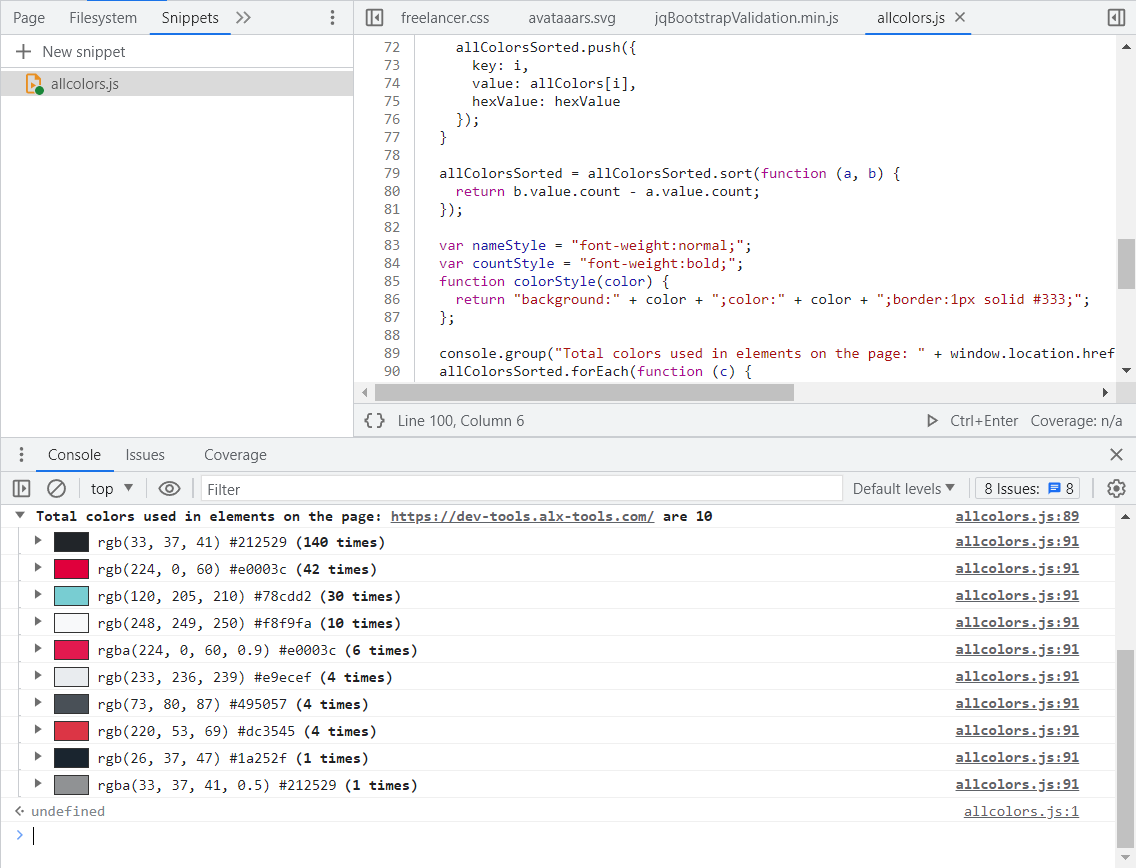 Page Filesystem Snippets
New snippet
allcolors.js
freelancer.css avataaars.svg jqBootstrapValidation.min.js allcolors.js
72 allColorsSorted.push({
73 key: i,
74 value: allColors[i],
75 hexValue: hexValue
76 });
77 }
78
79 allColorsSorted = allColorsSorted.sort(function (a, b) {
80 return b.value.count - a.value.count;
81 });
82
83 var nameStyle = "font-weight:normal;";
84 var countStyle = "font-weight:bold;";
85 function colorStyle(color) {
86 return "background:" + color + ";color:" + color + ";border:1px solid #333;";
87 };
88
89 console.group("Total colors used in elements on the page: " + window.location.href
90 allColorsSorted.forEach(function (c) {
{} Line 100, Column 6 Ctrl+Enter Coverage: n/a
Console Issues Coverage
top Filter Default levels 8 Issues: 8
Total colors used in elements on the page: https://dev-tools.alx-tools.com/ are 10 allcolors.js:89
rgb(33, 37, 41) #212529 (140 times) allcolors.js:91
rgb(224, 0, 60) #e0003c (42 times) allcolors.js:91
rgb(120, 205, 210) #78cdd2 (30 times) allcolors.js:91
rgb(248, 249, 250) #f8f9fa (10 times) allcolors.js:91
rgba(224, 0, 60, 0.9) #e0003c (6 times) allcolors.js:91
rgb(233, 236, 239) #e9ecef (4 times) allcolors.js:91
rgb(73, 80, 87) #495057 (4 times) allcolors.js:91
rgb(220, 53, 69) #dc3545 (4 times) allcolors.js:91
rgb(26, 37, 47) #1a252f (1 times) allcolors.js:91
rgba(33, 37, 41, 0.5) #212529 (1 times) allcolors.js:91
undefined allcolors.js:1